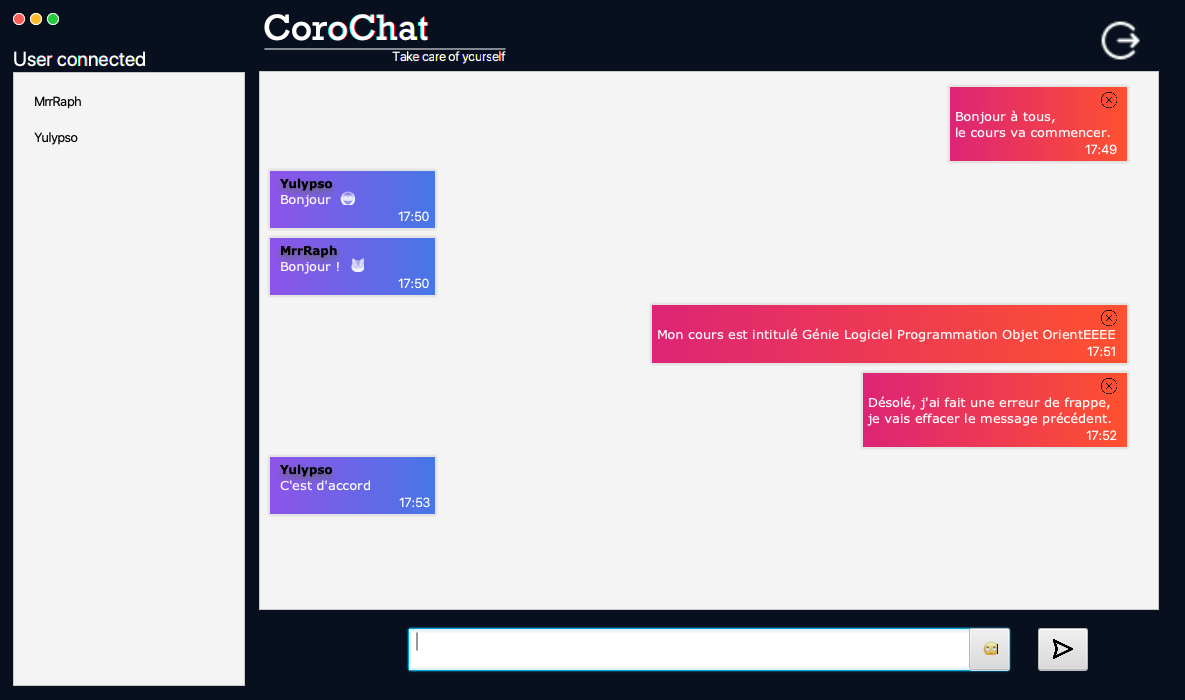 CoroChat
Take care of yourself
User connected
MrrRaph
Yulypso
Bonjour à tous,
le cours va commencer.
17:49
Yulypso
Bonjour
17:50
MrrRaph
Bonjour !
17:50
Mon cours est intitulé Génie Logiciel Programmation Objet OrientEEEE
17:51
Désolé, j'ai fait une erreur de frappe,
je vais effacer le message précédent.
17:52
Yulypso
C'est d'accord
17:53